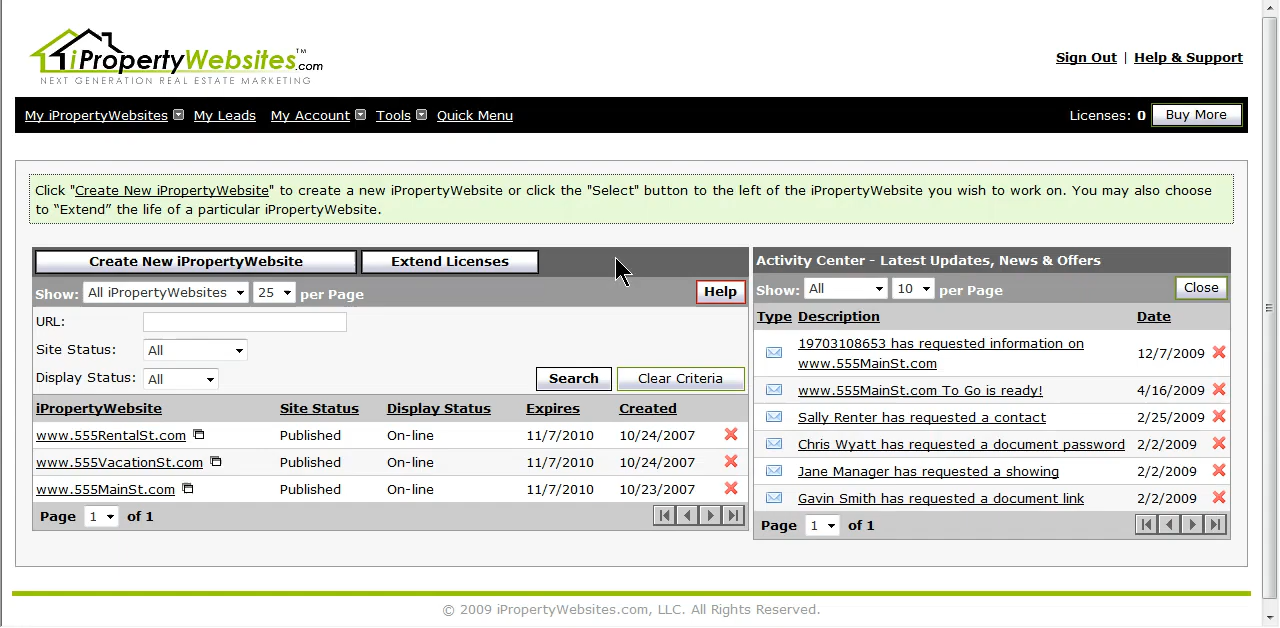 iPropertyWebsites.com™
NEXT GENERATION REAL ESTATE MARKETING
Sign Out | Help & Support
My iPropertyWebsites My Leads My Account Tools Quick Menu Licenses: 0 Buy More
Click "Create New iPropertyWebsite" to create a new iPropertyWebsite or click the "Select" button to the left of the iPropertyWebsite you wish to work on. You may also choose
to “Extend” the life of a particular iPropertyWebsite.
Create New iPropertyWebsite Extend Licenses
Show: All iPropertyWebsites 25 per Page Help
URL:
Site Status: All
Display Status: All
Search Clear Criteria
iPropertyWebsite Site Status Display Status Expires Created
www.555RentalSt.com Published On-line 11/7/2010 10/24/2007
www.555VacationSt.com Published On-line 11/7/2010 10/24/2007
www.555MainSt.com Published On-line 11/7/2010 10/23/2007
Page 1 of 1
Activity Center - Latest Updates, News & Offers
Show: All 10 per Page Close
Type Description Date
19703108653 has requested information on
www.555MainSt.com 12/7/2009
www.555MainSt.com To Go is ready! 4/16/2009
Sally Renter has requested a contact 2/25/2009
Chris Wyatt has requested a document password 2/2/2009
Jane Manager has requested a showing 2/2/2009
Gavin Smith has requested a document link 2/2/2009
Page 1 of 1
© 2009 iPropertyWebsites.com, LLC. All Rights Reserved.